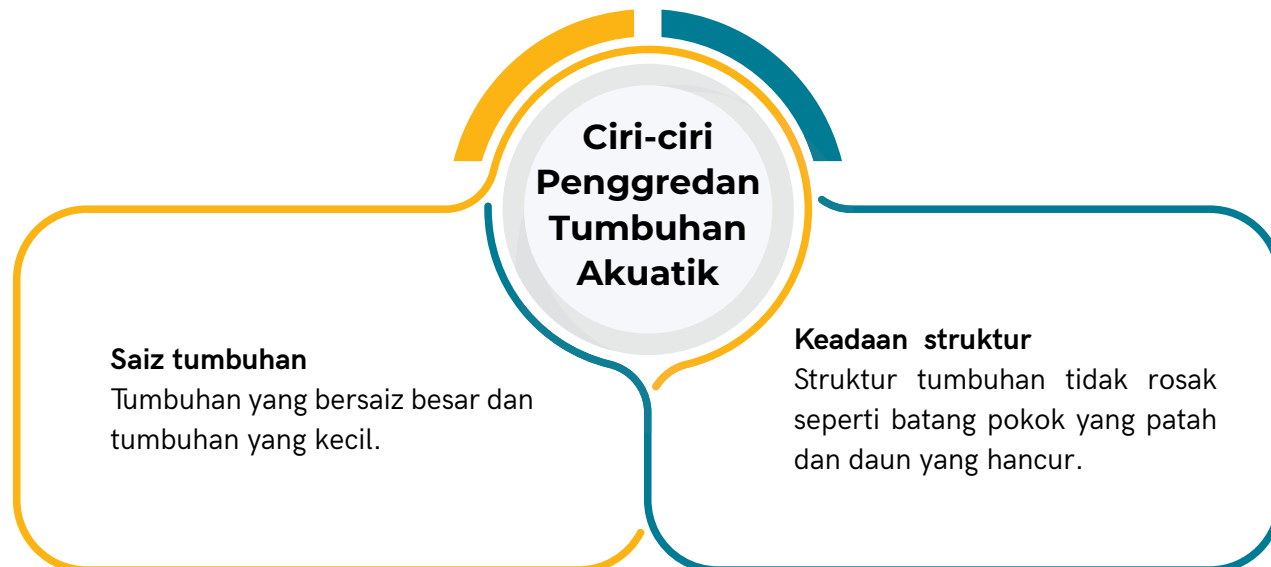 Ciri-ciri
Penggredan
Tumbuhan
Akuatik
Saiz tumbuhan
Tumbuhan yang bersaiz besar dan
tumbuhan yang kecil.
Keadaan struktur
Struktur tumbuhan tidak rosak
seperti batang pokok yang patah
dan daun yang hancur.